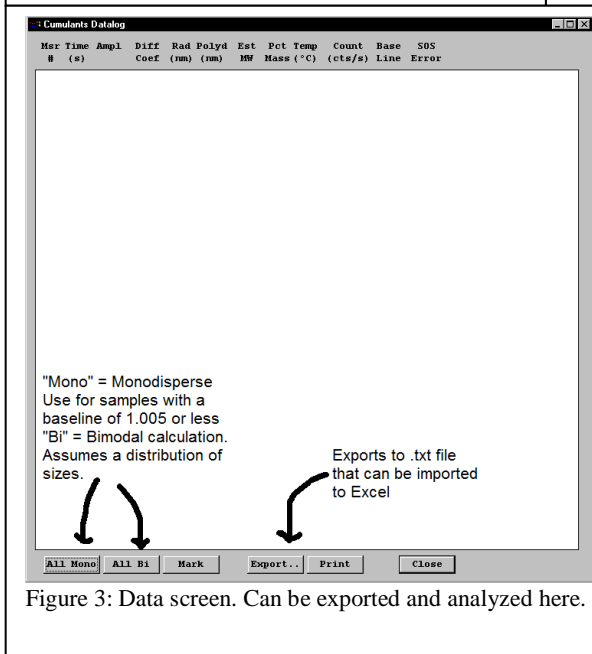 Cumulants Datalog
Msr Time Ampl Diff Rad Polyd Est Pct Temp Count Base SOS
# (s) Coef (nm) (nm) MW Mass (°C) (cts/s) Line Error
"Mono" = Monodisperse
Use for samples with a
baseline of 1.005 or less
"Bi" = Bimodal calculation.
Assumes a distribution of
sizes.
Exports to .txt file
that can be imported
to Excel
All Mono All Bi Mark Export.. Print Close
Figure 3: Data screen. Can be exported and analyzed here.